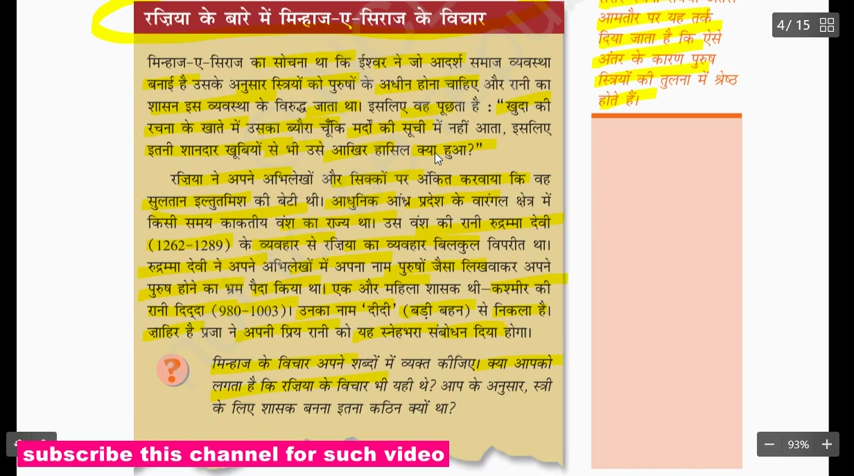 रज़िया के बारे में मिन्हाज-ए-सिराज के विचार
मिन्हाज-ए-सिराज का सोचना था कि ईश्वर ने जो आदर्श समाज व्यवस्था
बनाई है उसके अनुसार स्त्रियों को पुरुषों के अधीन होना चाहिए और रानी का
शासन इस व्यवस्था के विरुद्ध जाता था। इसलिए वह पूछता है : “खुदा की
रचना के खाते में उसका ब्यौरा चूँकि मर्दों की सूची में नहीं आता, इसलिए
इतनी शानदार खूबियों से भी उसे आखिर हासिल क्या हुआ?”
रज़िया ने अपने अभिलेखों और सिक्कों पर अंकित करवाया कि वह
सुलतान इल्तुतमिश की बेटी थी। आधुनिक आंध्र प्रदेश के वारंगल क्षेत्र में
किसी समय काकतीय वंश का राज्य था। उस वंश की रानी रुद्रम्मा देवी
(1262–1289) के व्यवहार से रज़िया का व्यवहार बिलकुल विपरीत था।
रुद्रम्मा देवी ने अपने अभिलेखों में अपना नाम पुरुषों जैसा लिखवाकर अपने
पुरुष होने का भ्रम पैदा किया था। एक और महिला शासक थी–कश्मीर की
रानी दिद्दा (980–1003)। उनका नाम ‘दीदी’ (बड़ी बहन) से निकला है।
ज़ाहिर है प्रजा ने अपनी प्रिय रानी को यह स्नेहभरा संबोधन दिया होगा।
?
मिन्हाज के विचार अपने शब्दों में व्यक्त कीजिए। क्या आपको
लगता है कि रज़िया के विचार भी यही थे? आप के अनुसार, स्त्री
के लिए शासक बनना इतना कठिन क्यों था?
आमतौर पर यह तर्क
दिया जाता है कि ऐसे
अंतर के कारण पुरुष
स्त्रियों की तुलना में श्रेष्ठ
होते हैं।
4 / 15
93%
subscribe this channel for such video